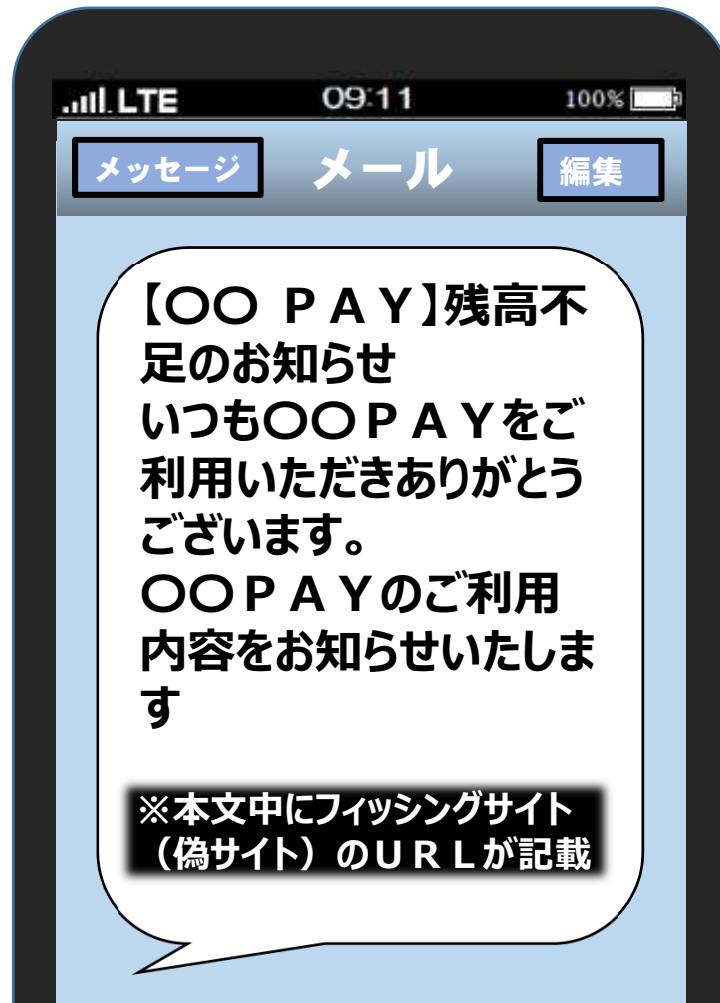 .ııll. LTE 09:11 100%
メッセージ メール 編集
【〇〇 ＰＡＹ】残高不
足のお知らせ
いつも〇〇ＰＡＹをご
利用いただきありがとう
ございます。
〇〇ＰＡＹのご利用
内容をお知らせいたしま
す
※本文中にフィッシングサイト
（偽サイト）のＵＲＬが記載